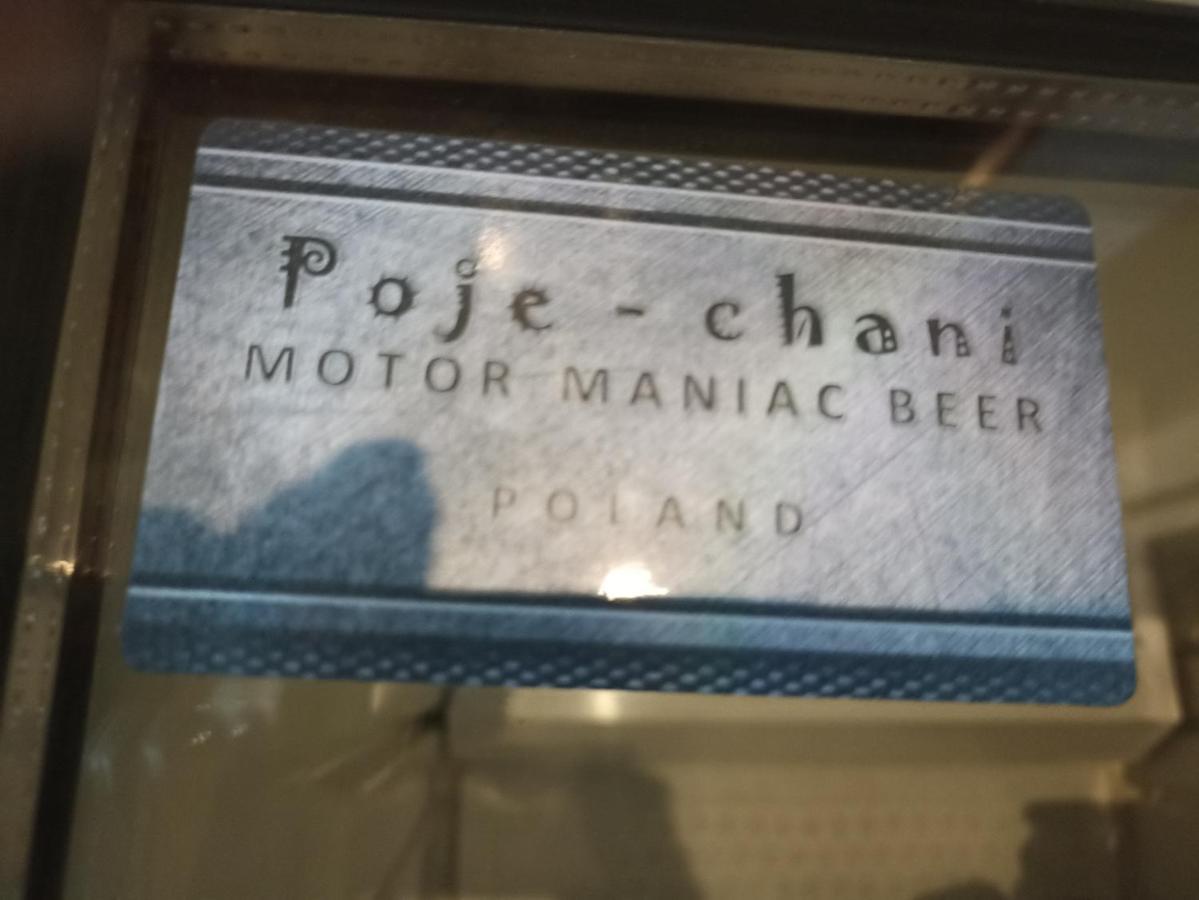 Poje - chani
MOTOR MANIAC BEER
POLAND